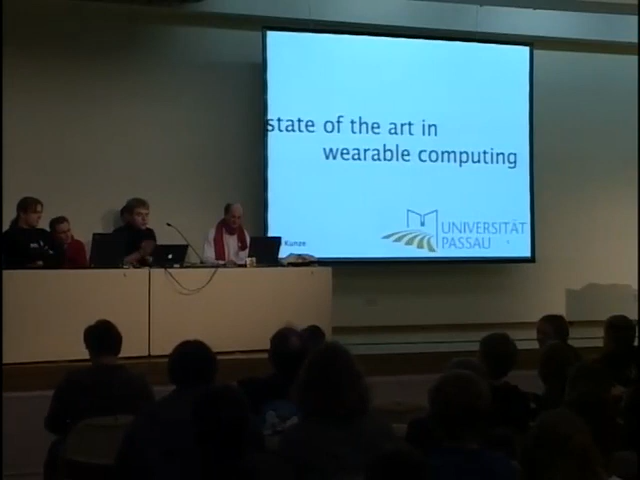 state of the art in
wearable computing
UNIVERSITÄT
PASSAU
Kunze